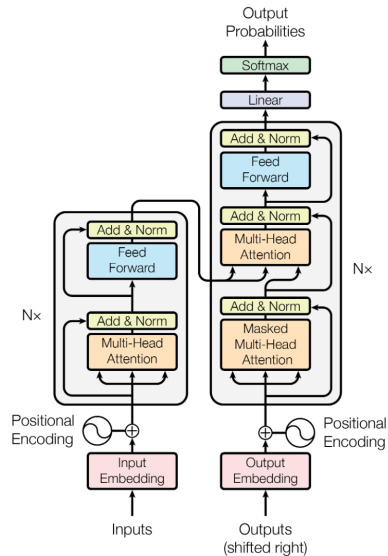 Output
Probabilities
Softmax
Linear
Add & Norm
Feed
Forward
Add & Norm
Multi-Head
Attention
Add & Norm
Masked
Multi-Head
Attention
N×
Add & Norm
Feed
Forward
Add & Norm
Multi-Head
Attention
N×
Positional
Encoding
Positional
Encoding
Input
Embedding
Output
Embedding
Inputs
Outputs
(shifted right)